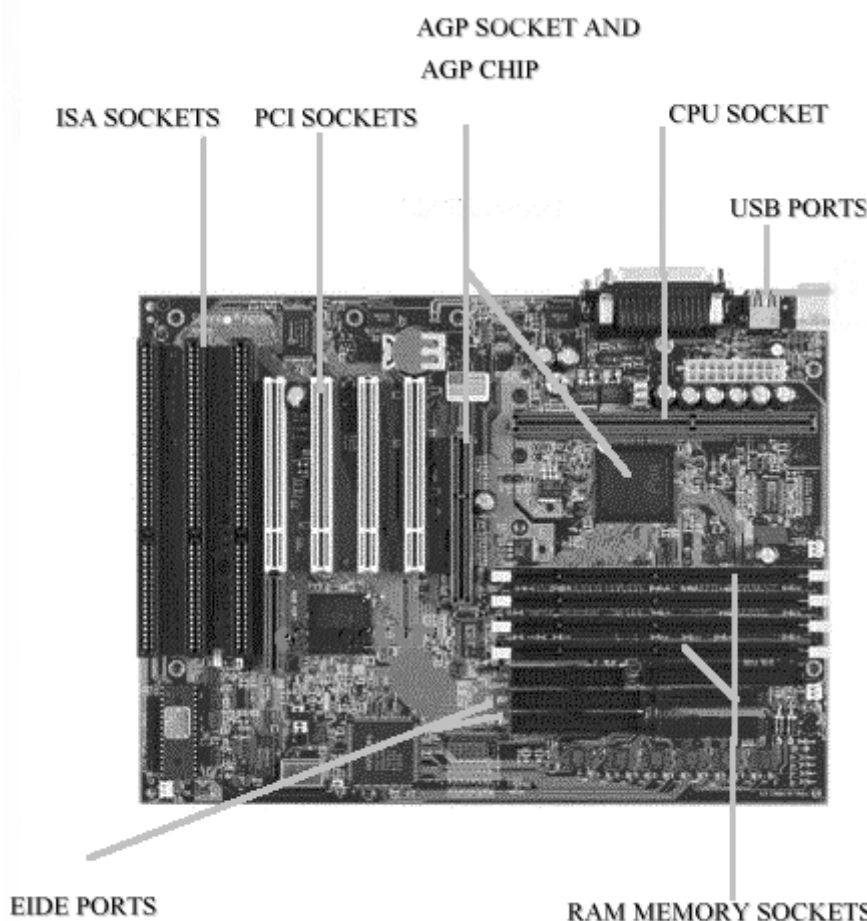 AGP SOCKET AND
AGP CHIP
ISA SOCKETS
PCI SOCKETS
CPU SOCKET
USB PORTS
EIDE PORTS
RAM MEMORY SOCKETS